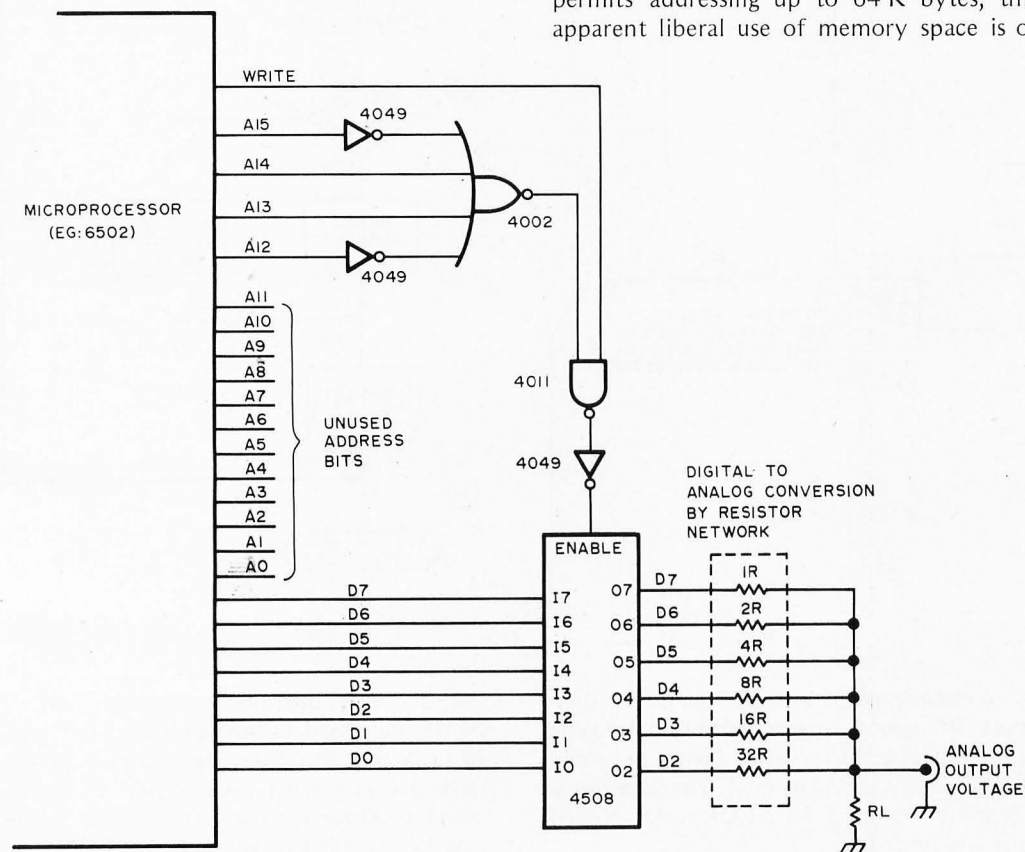 permits addressing up to 64 K bytes, th
apparent liberal use of memory space is o
WRITE
A15
4049
A14
MICROPROCESSOR
(EG: 6502)
A13
4002
A12
4049
A11
A10
A9
A8
A7
A6
A5
A4
A3
A2
A1
A0
UNUSED
ADDRESS
BITS
4011
4049
DIGITAL TO
ANALOG CONVERSION
BY RESISTOR
NETWORK
ENABLE
D7
I7
O7
D7
1R
D6
I6
O6
D6
2R
D5
I5
O5
D5
4R
D4
I4
O4
D4
8R
D3
I3
O3
D3
16R
D2
I2
O2
D2
32R
D1
I1
D0
I0
4508
ANALOG
OUTPUT
VOLTAGE
RL